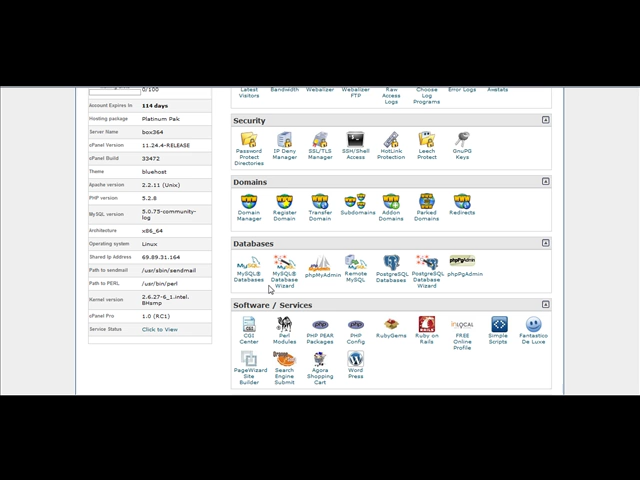 0/100
Account Expires In 114 days
Hosting package Platinum Pak
Server Name box364
cPanel Version 11.24.4-RELEASE
cPanel Build 33472
Theme bluehost
Apache version 2.2.11 (Unix)
PHP version 5.2.8
MySQL version 5.0.75-community-
log
Architecture x86_64
Operating system Linux
Shared Ip Address 69.89.31.164
Path to sendmail /usr/sbin/sendmail
Path to PERL /usr/bin/perl
Kernel version 2.6.27-6_1.intel.
BHsmp
cPanel Pro 1.0 (RC1)
Service Status Click to View
Latest Bandwidth Webalizer Webalizer Raw Choose Error Logs Awstats
Visitors FTP Access Log
Logs Programs
Security
Password IP Deny SSL/TLS SSH/Shell HotLink Leech GnuPG
Protect Manager Manager Access Protection Protect Keys
Directories
Domains
Domain Register Transfer Subdomains Addon Parked Redirects
Manager Domain Domain Domains Domains
Databases
MySQL® MySQL® phpMyAdmin Remote PostgreSQL PostgreSQL phpPgAdmin
Databases Database MySQL Databases Database
Wizard Wizard
Software / Services
CGI Perl PHP PEAR PHP RubyGems Ruby on FREE Simple Fantastico
Center Modules Packages Config Rails Online Scripts De Luxe
Profile
PageWizard Search Agora Word
Site Engine Shopping Press
Builder Submit Cart